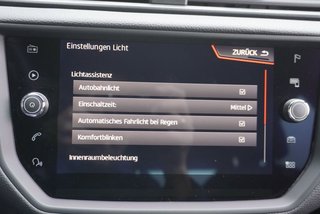 Einstellungen Licht
ZURÜCK
Lichtassistenz
Autobahnlicht
Einschaltzeit: Mittel
Automatisches Fahrlicht bei Regen
Komfortblinken
Innenraumbeleuchtung